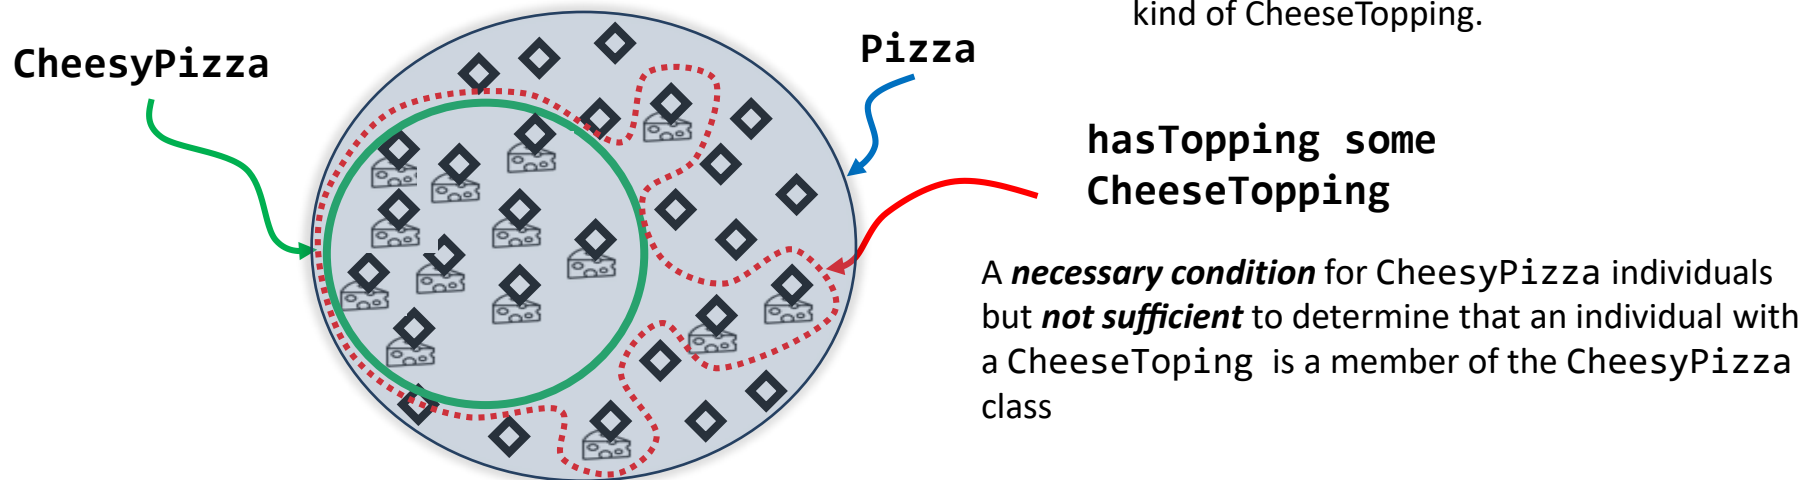 kind of CheeseTopping.
CheesyPizza
Pizza
hasTopping some
CheeseTopping
A necessary condition for CheesyPizza individuals
but not sufficient to determine that an individual with
a CheeseToping is a member of the CheesyPizza
class